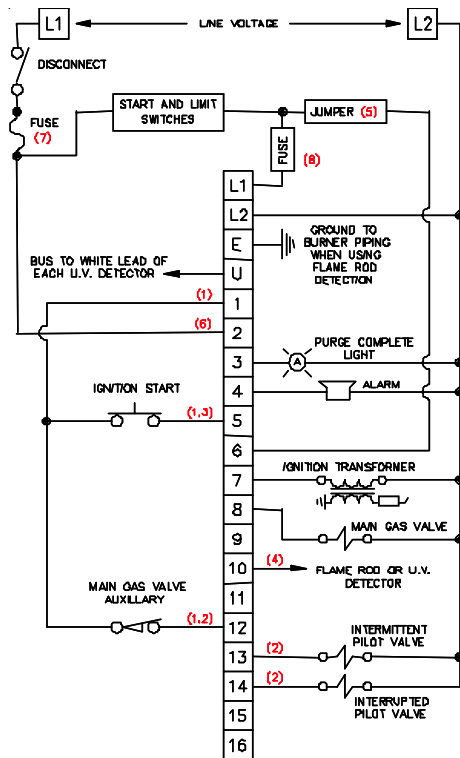 L1
LINE VOLTAGE
L2
DISCONNECT
FUSE
(7)
START AND LIMIT
SWITCHES
JUMPER (5)
FUSE
(8)
L1
L2
E
GROUND TO
BURNER PIPING
WHEN USING
FLAME ROD
DETECTION
BUS TO WHITE LEAD OF
EACH U.V. DETECTOR
U
(1)
1
(6)
2
3
PURGE COMPLETE
LIGHT
A
4
ALARM
IGNITION START
(1,3)
5
6
IGNITION TRANSFORMER
7
8
MAIN GAS VALVE
9
(4)
10
FLAME ROD OR U.V.
DETECTOR
MAIN GAS VALVE
AUXILLARY
11
(1,2)
12
INTERMITTENT
PILOT VALVE
13
(2)
14
(2)
INTERRUPTED
PILOT VALVE
15
16